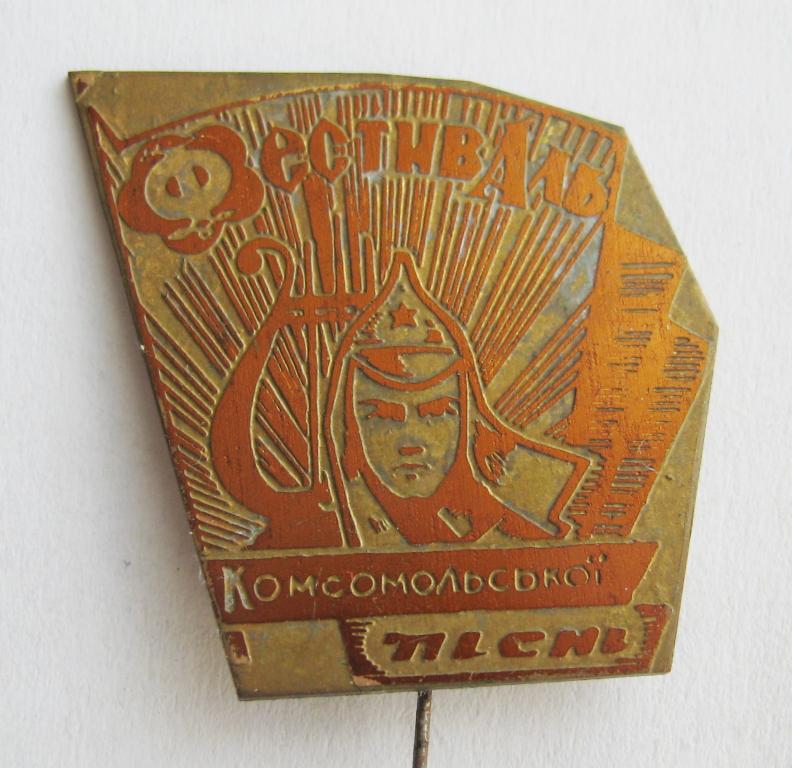 ФестивАль
Комсомольської
пісні